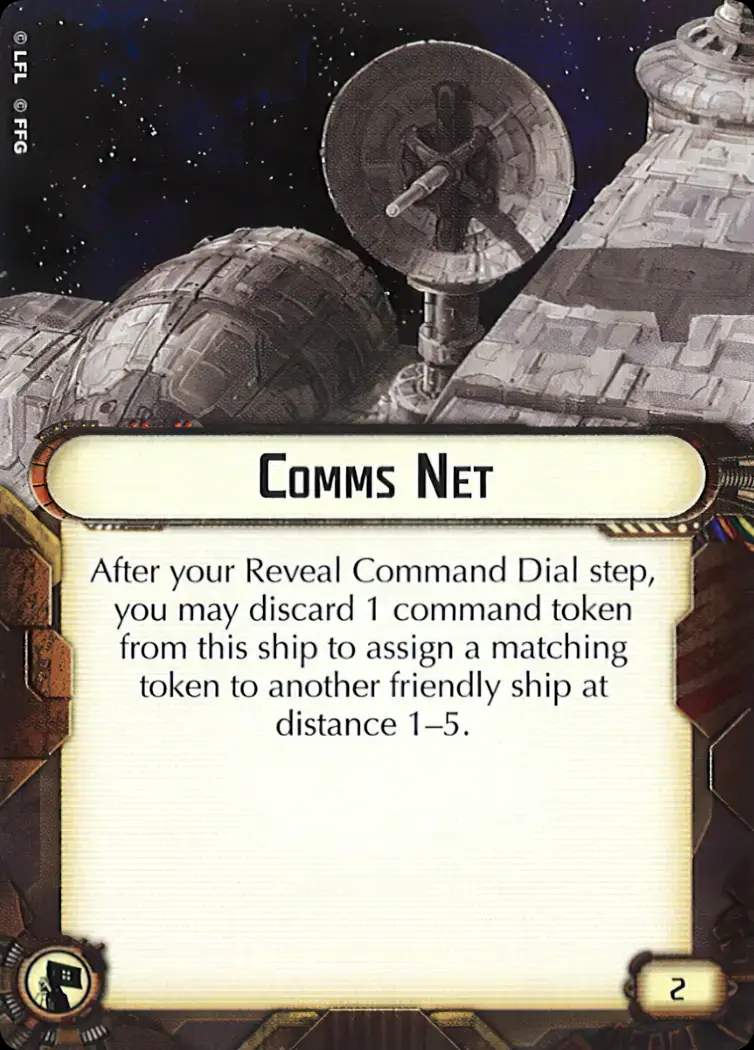 © LFL © FFG
Comms Net
After your Reveal Command Dial step,
you may discard 1 command token
from this ship to assign a matching
token to another friendly ship at
distance 1–5.
2